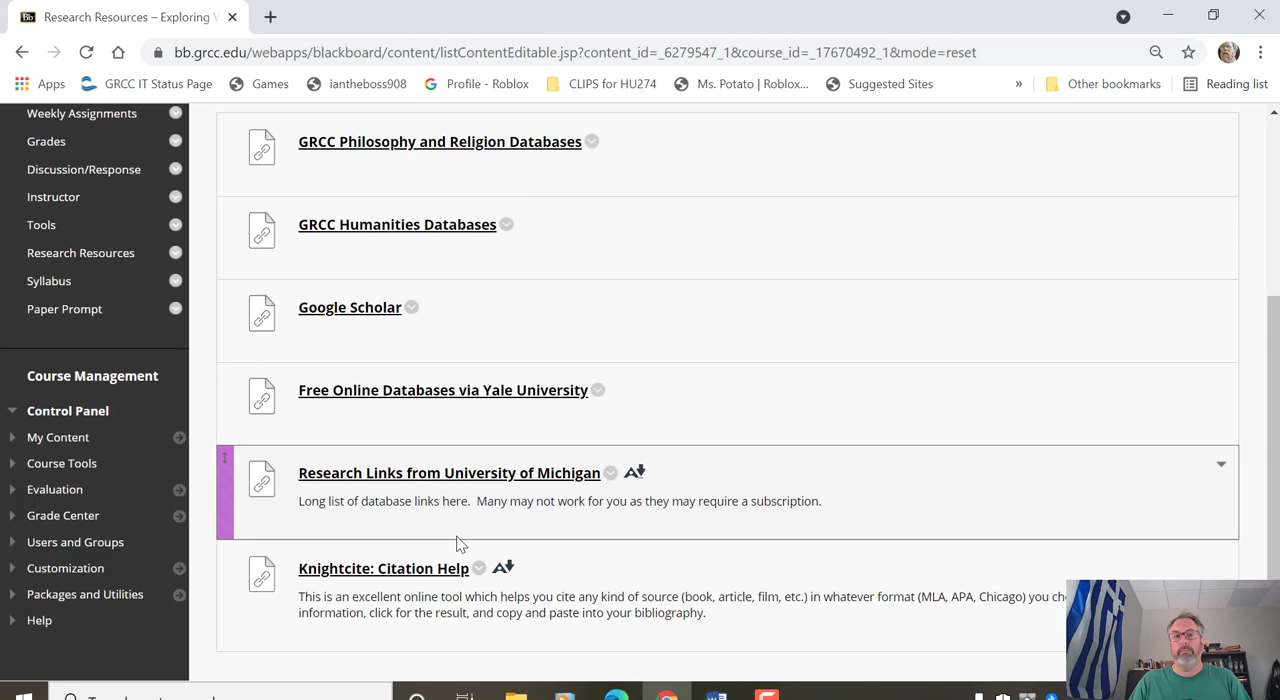 Research Resources – Exploring W
bb.grcc.edu/webapps/blackboard/content/listContentEditable.jsp?content_id=_6279547_1&course_id=_17670492_1&mode=reset
Apps GRCC IT Status Page Games iantheboss908 Profile - Roblox CLIPS for HU274 Ms. Potato | Roblox... Suggested Sites » Other bookmarks Reading list
Weekly Assignments
Grades
Discussion/Response
Instructor
Tools
Research Resources
Syllabus
Paper Prompt
Course Management
Control Panel
My Content
Course Tools
Evaluation
Grade Center
Users and Groups
Customization
Packages and Utilities
Help
GRCC Philosophy and Religion Databases
GRCC Humanities Databases
Google Scholar
Free Online Databases via Yale University
Research Links from University of Michigan
Long list of database links here. Many may not work for you as they may require a subscription.
Knightcite: Citation Help
This is an excellent online tool which helps you cite any kind of source (book, article, film, etc.) in whatever format (MLA, APA, Chicago) you
information, click for the result, and copy and paste into your bibliography.